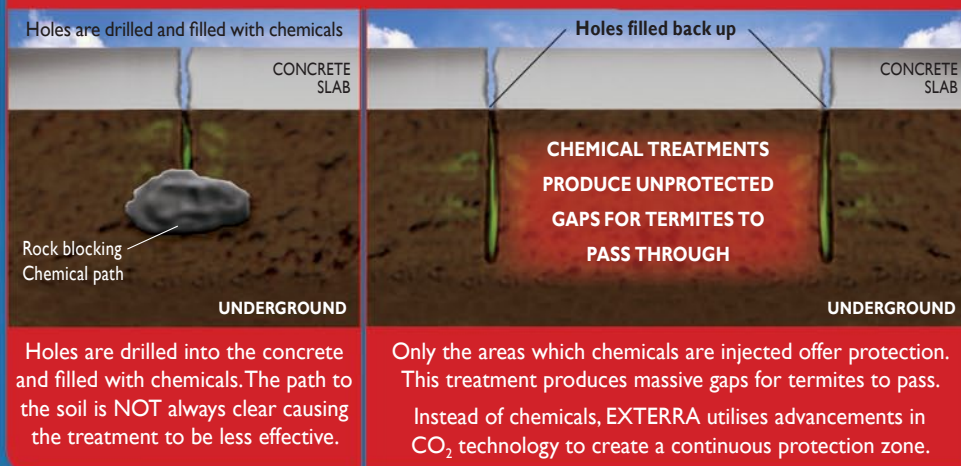 Holes are drilled and filled with chemicals
CONCRETE
SLAB
Rock blocking
Chemical path
UNDERGROUND
Holes are drilled into the concrete
and filled with chemicals. The path to
the soil is NOT always clear causing
the treatment to be less effective.
Holes filled back up
CONCRETE
SLAB
CHEMICAL TREATMENTS
PRODUCE UNPROTECTED
GAPS FOR TERMITES TO
PASS THROUGH
UNDERGROUND
Only the areas which chemicals are injected offer protection.
This treatment produces massive gaps for termites to pass.
Instead of chemicals, EXTERRA utilises advancements in
CO₂ technology to create a continuous protection zone.